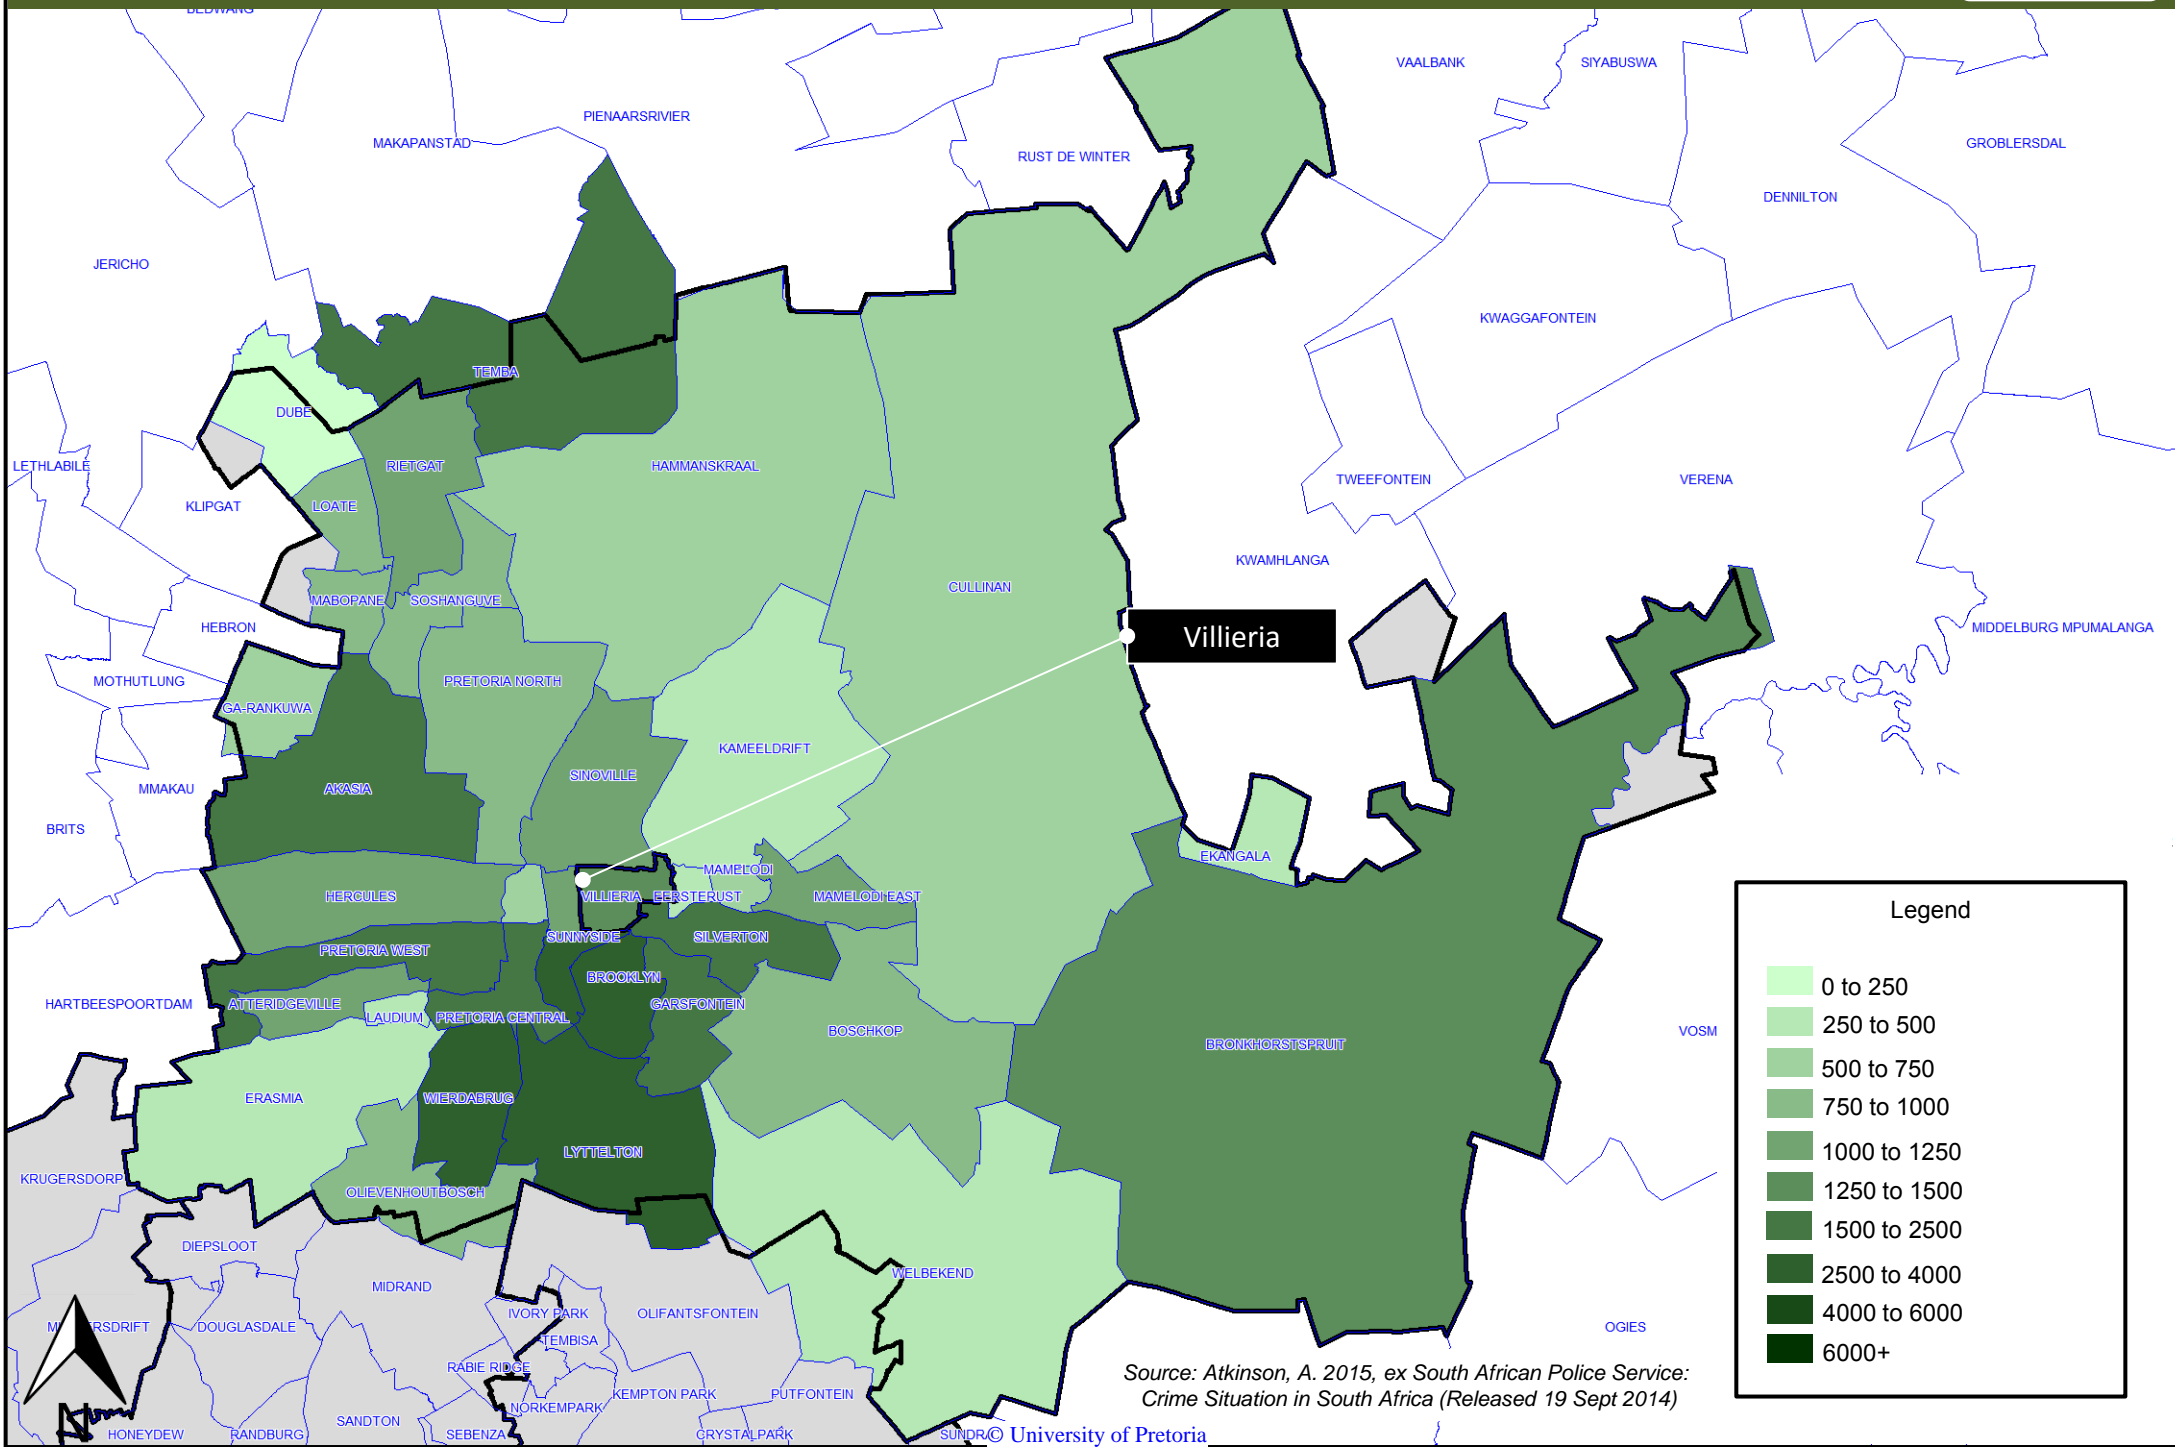 BEDWANG
VAALBANK
SIYABUSWA
PIENAARSRIVIER
MAKAPANSTAD
RUST DE WINTER
GROBLERSDAL
DENNILTON
JERICHO
KWAGGAFONTEIN
TEMBA
DUBE
LETHLABILE
RIETGAT
HAMMANSKRAAL
TWEEFONTEIN
VERENA
KLIPGAT
LOATE
KWAMHLANGA
CULLINAN
MABOPANE
SOSHANGUVE
HEBRON
Villieria
MIDDELBURG MPUMALANGA
MOTHUTLUNG
PRETORIA NORTH
GA-RANKUWA
KAMEELDRIFT
SINOVILLE
MMAKAU
AKASIA
BRITS
EKANGALA
MAMELODI
HERCULES
VILLIERIA
EERSTERUST
MAMELODI EAST
SUNNYSIDE
SILVERTON
PRETORIA WEST
BROOKLYN
HARTBEESPOORTDAM
ATTERIDGEVILLE
LAUDIUM
PRETORIA CENTRAL
GARSFONTEIN
BOSCHKOP
VOSM
BRONKHORSTSPRUIT
ERASMIA
WIERDABRUG
LYTTELTON
KRUGERSDORP
OLIEVENHOUTBOSCH
DIEPSLOOT
MIDRAND
WELBEKEND
IVORY PARK
OLIFANTSFONTEIN
ERSDRIFT
DOUGLASDALE
TEMBISA
OGIES
RABIE RIDGE
KEMPTON PARK
PUTFONTEIN
NORKEMPARK
SANDTON
HONEYDEW
RANDBURG
SEBENZA
CRYSTALPARK
SUNDRA
N
Legend
0 to 250
250 to 500
500 to 750
750 to 1000
1000 to 1250
1250 to 1500
1500 to 2500
2500 to 4000
4000 to 6000
6000+
Source: Atkinson, A. 2015, ex South African Police Service:
Crime Situation in South Africa (Released 19 Sept 2014)
© University of Pretoria